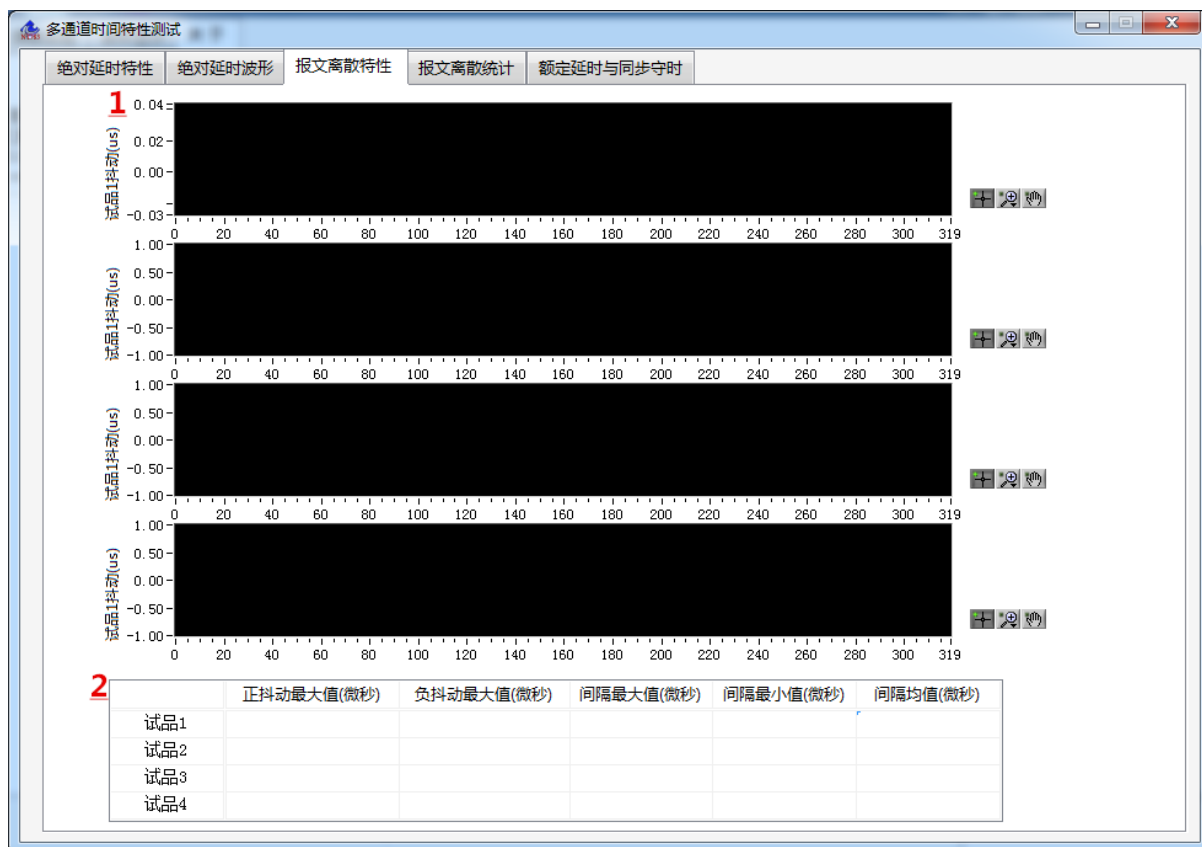 多通道时间特性测试
绝对延时特性 绝对延时波形 报文离散特性 报文离散统计 额定延时与同步守时
1
试品1抖动(us)
0.04
0.02
0.00
-0.03
0 20 40 60 80 100 120 140 160 180 200 220 240 260 280 300 319
试品1抖动(us)
1.00
0.50
0.00
-0.50
-1.00
0 20 40 60 80 100 120 140 160 180 200 220 240 260 280 300 319
试品1抖动(us)
1.00
0.50
0.00
-0.50
-1.00
0 20 40 60 80 100 120 140 160 180 200 220 240 260 280 300 319
试品1抖动(us)
1.00
0.50
0.00
-0.50
-1.00
0 20 40 60 80 100 120 140 160 180 200 220 240 260 280 300 319
2
正抖动最大值(微秒) 负抖动最大值(微秒) 间隔最大值(微秒) 间隔最小值(微秒) 间隔均值(微秒)
试品1
试品2
试品3
试品4